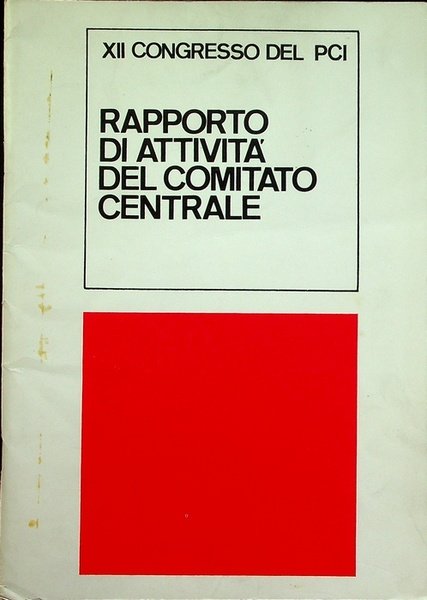 XII CONGRESSO DEL PCI
RAPPORTO
DI ATTIVITÀ
DEL COMITATO
CENTRALE